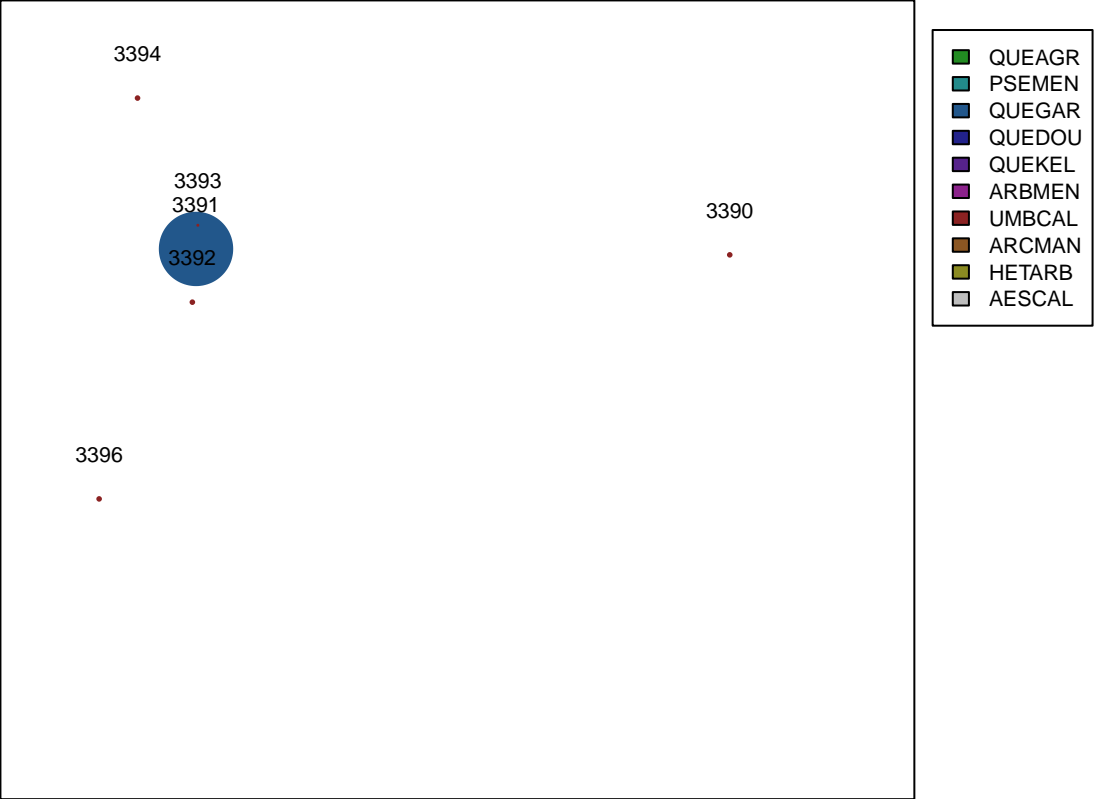 3394
3393
3391
3390
3392
3396
QUEAGR
PSEMEN
QUEGAR
QUEDOU
QUEKEL
ARBMEN
UMBCAL
ARCMAN
HETARB
AESCAL